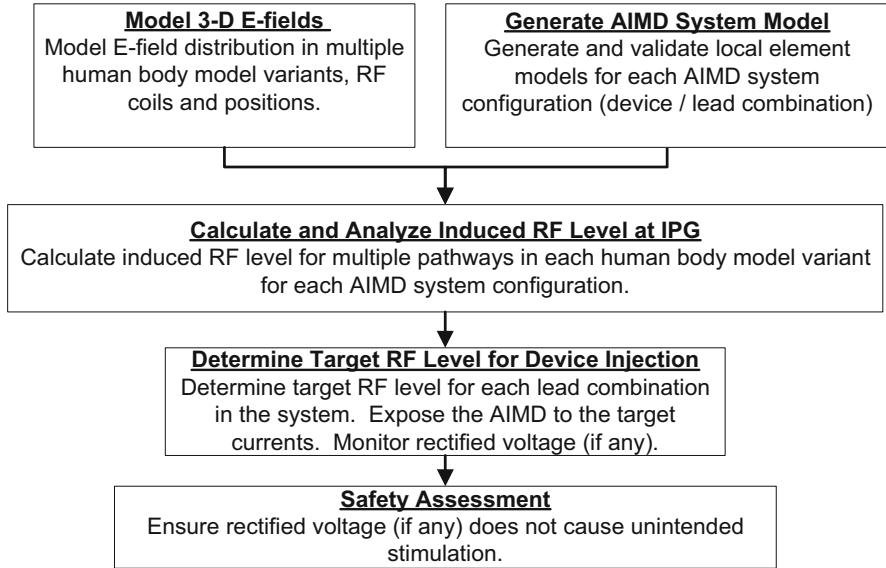 Model 3-D E-fields
Model E-field distribution in multiple
human body model variants, RF
coils and positions.
Generate AIMD System Model
Generate and validate local element
models for each AIMD system
configuration (device / lead combination)
Calculate and Analyze Induced RF Level at IPG
Calculate induced RF level for multiple pathways in each human body model variant
for each AIMD system configuration.
Determine Target RF Level for Device Injection
Determine target RF level for each lead combination
in the system. Expose the AIMD to the target
currents. Monitor rectified voltage (if any).
Safety Assessment
Ensure rectified voltage (if any) does not cause unintended
stimulation.